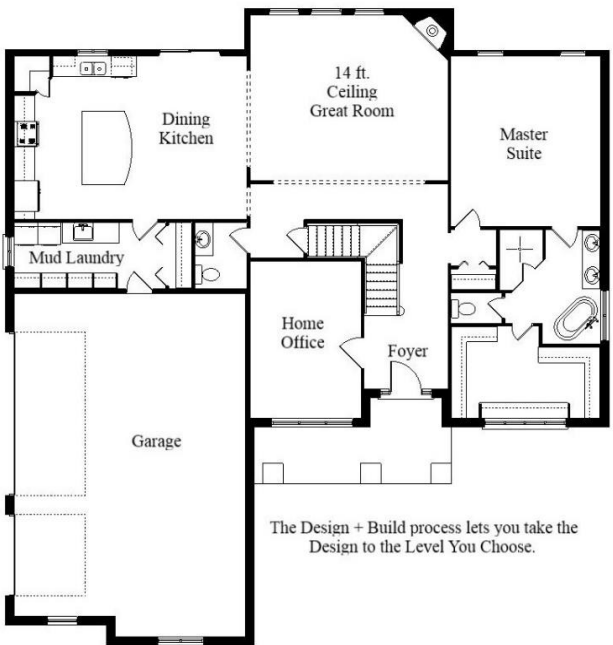 14 ft.
Ceiling
Great Room
Dining
Kitchen
Master
Suite
Mud Laundry
Home
Office
Foyer
Garage
The Design + Build process lets you take the
Design to the Level You Choose.